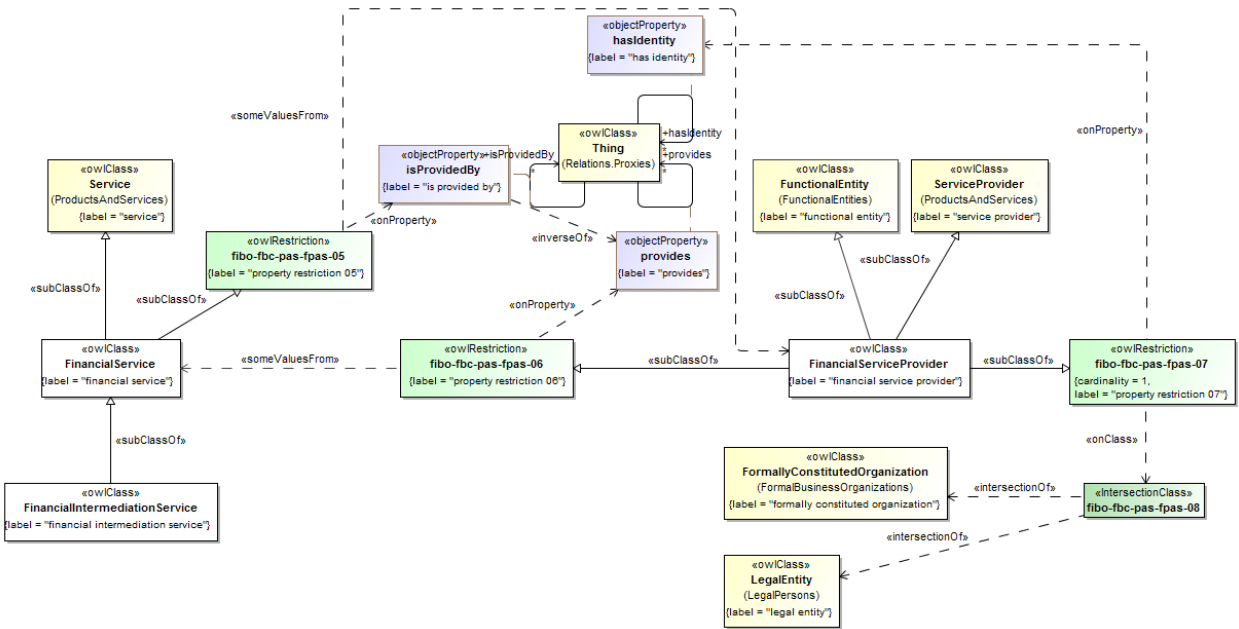 «objectProperty»
hasIdentity
{label = "has identity"}
«someValuesFrom»
«onProperty»
+hasIdentity
*
«owlClass»
Thing
(Relations.Proxies)
+provides
*
«objectProperty»
+isProvidedBy
*
isProvidedBy
{label = "is provided by"}
«owlClass»
Service
(ProductsAndServices)
{label = "service"}
«owlClass»
FunctionalEntity
(FunctionalEntities)
{label = "functional entity"}
«owlClass»
ServiceProvider
(ProductsAndServices)
{label = "service provider"}
«onProperty»
«inverseOf»
«owlRestriction»
fibo-fbc-pas-fpas-05
{label = "property restriction 05"}
«objectProperty»
provides
{label = "provides"}
«subClassOf»
«subClassOf»
«subClassOf»
«subClassOf»
«onProperty»
«owlClass»
FinancialService
{label = "financial service"}
«someValuesFrom»
«owlRestriction»
fibo-fbc-pas-fpas-06
{label = "property restriction 06"}
«subClassOf»
«owlClass»
FinancialServiceProvider
{label = "financial service provider"}
«subClassOf»
«owlRestriction»
fibo-fbc-pas-fpas-07
{cardinality = 1,
label = "property restriction 07"}
«subClassOf»
«onClass»
«owlClass»
FormallyConstitutedOrganization
(FormalBusinessOrganizations)
{label = "formally constituted organization"}
«intersectionOf»
«IntersectionClass»
fibo-fbc-pas-fpas-08
«owlClass»
FinancialIntermediationService
{label = "financial intermediation service"}
«intersectionOf»
«owlClass»
LegalEntity
(LegalPersons)
{label = "legal entity"}